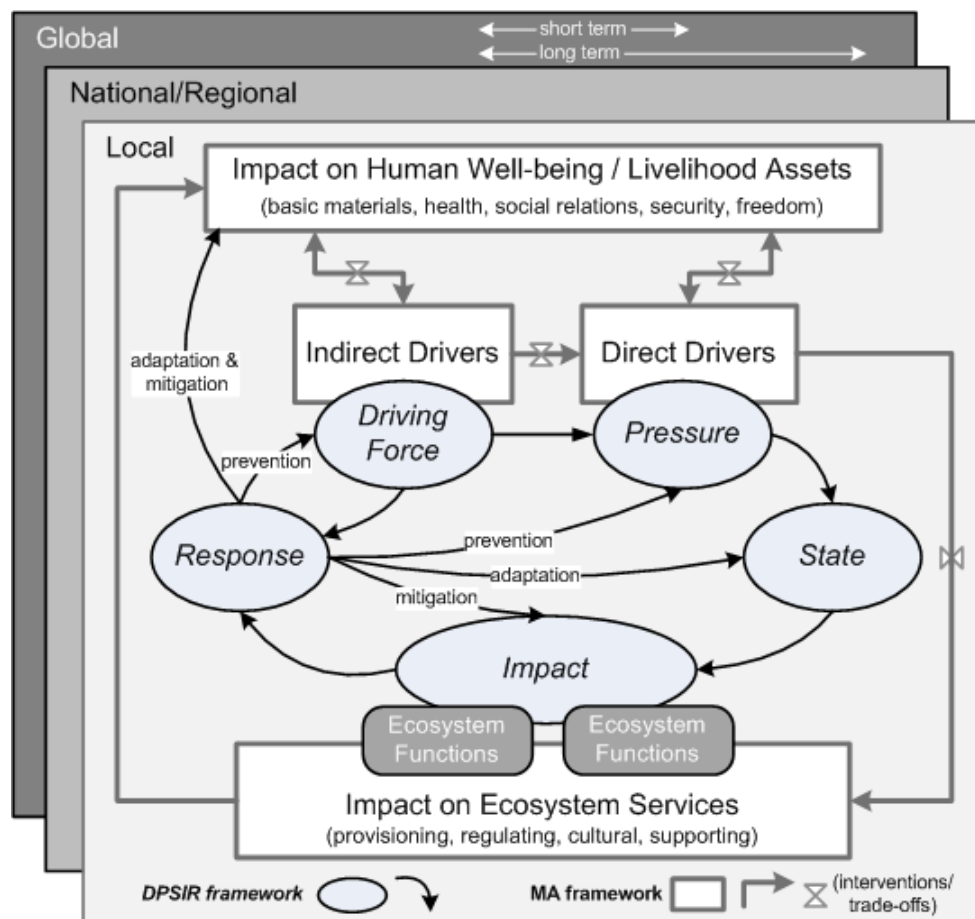 Global
short term
long term
National/Regional
Local
Impact on Human Well-being / Livelihood Assets
(basic materials, health, social relations, security, freedom)
Indirect Drivers
Direct Drivers
adaptation &
mitigation
Driving
Force
Pressure
prevention
Response
prevention
State
adaptation
mitigation
Impact
Ecosystem
Functions
Ecosystem
Functions
Impact on Ecosystem Services
(provisioning, regulating, cultural, supporting)
DPSIR framework
MA framework
(interventions/
trade-offs)